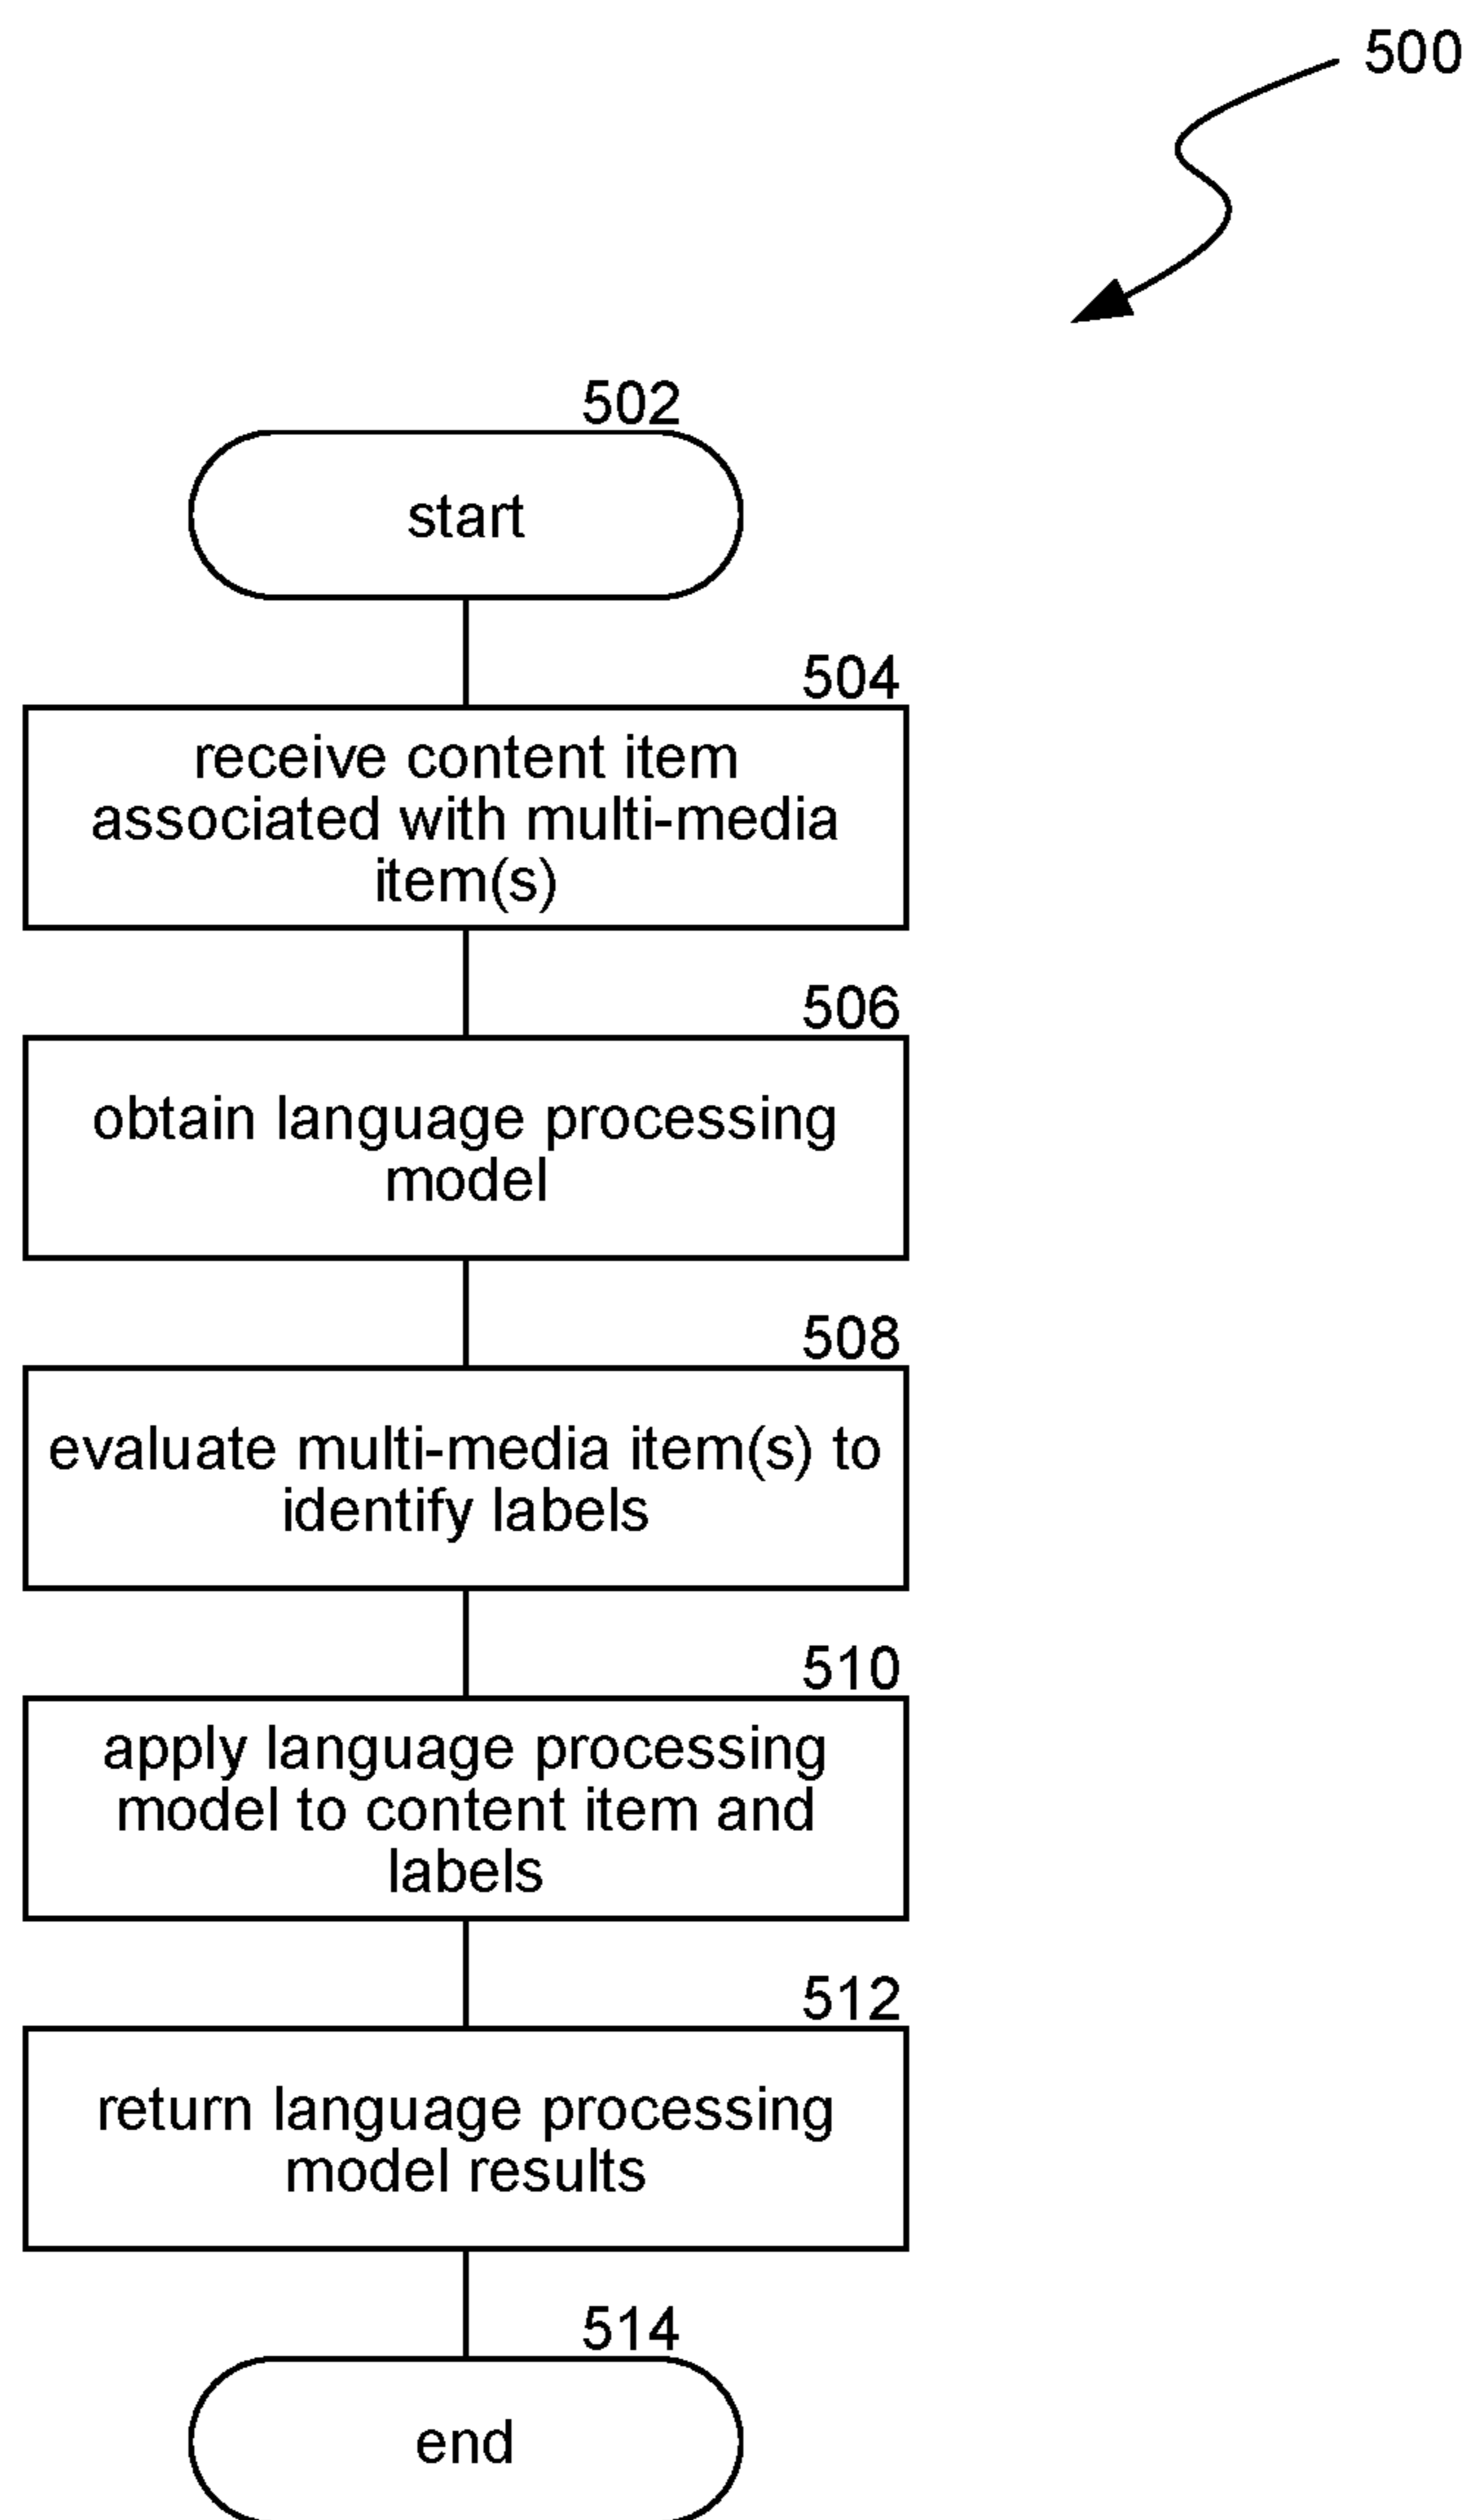 500
502
start
504
receive content item
associated with multi-media
item(s)
506
obtain language processing
model
508
evaluate multi-media item(s) to
identify labels
510
apply language processing
model to content item and
labels
512
return language processing
model results
514
end